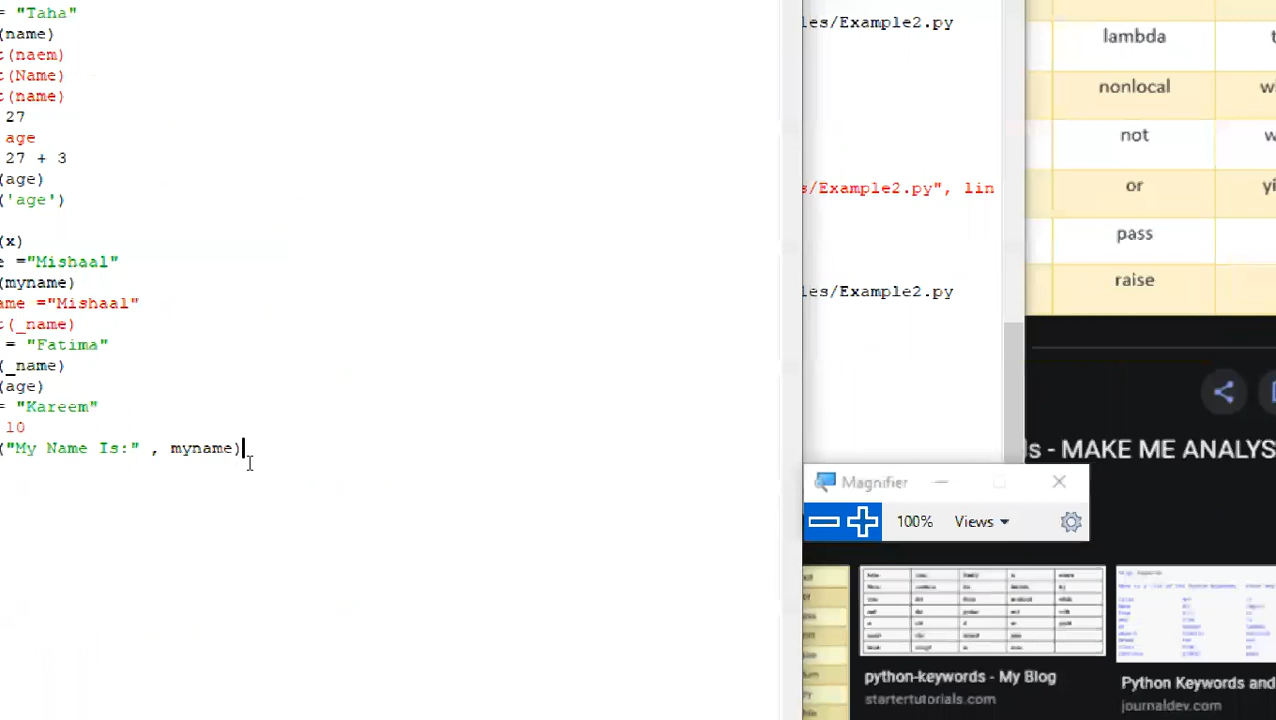 = "Taha"
(name)
t(naem)
t(Name)
t(name)
27
age
27 + 3
(age)
('age')
(x)
e ="Mishaal"
(myname)
ame ="Mishaal"
t(_name)
= "Fatima"
(_name)
(age)
= "Kareem"
10
("My Name Is:" , myname)
les/Example2.py
s/Example2.py", lin
les/Example2.py
lambda
nonlocal
not
or
pass
raise
t
w
w
yi
ls - MAKE ME ANALYS
Magnifier
100%
Views
python-keywords - My Blog
startertutorials.com
Python Keywords and
journaldev.com